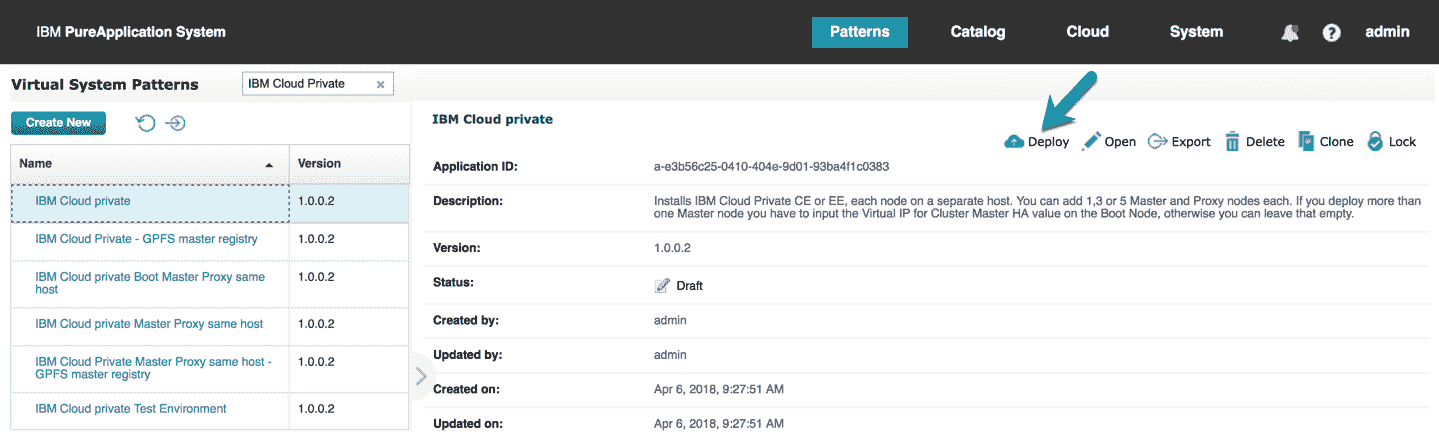 IBM PureApplication System
Patterns
Catalog
Cloud
System
?
admin
Virtual System Patterns
IBM Cloud Private
Create New
Name
Version
IBM Cloud private
1.0.0.2
IBM Cloud Private - GPFS master registry
1.0.0.2
IBM Cloud private Boot Master Proxy same
host
1.0.0.2
IBM Cloud private Master Proxy same host
1.0.0.2
IBM Cloud Private Master Proxy same host -
GPFS master registry
1.0.0.2
IBM Cloud private Test Environment
1.0.0.2
IBM Cloud private
Deploy
Open
Export
Delete
Clone
Lock
Application ID:
a-e3b56c25-0410-404e-9d01-93ba4f1c0383
Description:
Installs IBM Cloud Private CE or EE, each node on a separate host. You can add 1,3 or 5 Master and Proxy nodes each. If you deploy more than
one Master node you have to input the Virtual IP for Cluster Master HA value on the Boot Node, otherwise you can leave that empty.
Version:
1.0.0.2
Status:
Draft
Created by:
admin
Updated by:
admin
Created on:
Apr 6, 2018, 9:27:51 AM
Updated on:
Apr 6, 2018, 9:27:51 AM